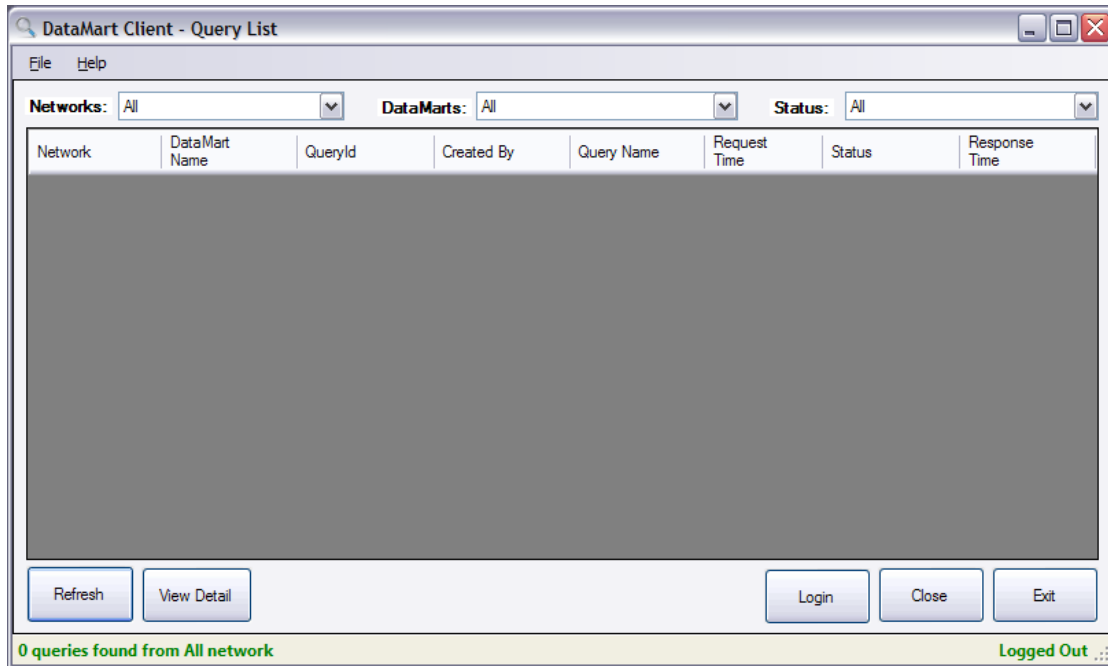 DataMart Client - Query List
File Help
Networks: All DataMarts: All Status: All
Network DataMart Name QueryId Created By Query Name Request Time Status Response Time
Refresh View Detail Login Close Exit
0 queries found from All network Logged Out